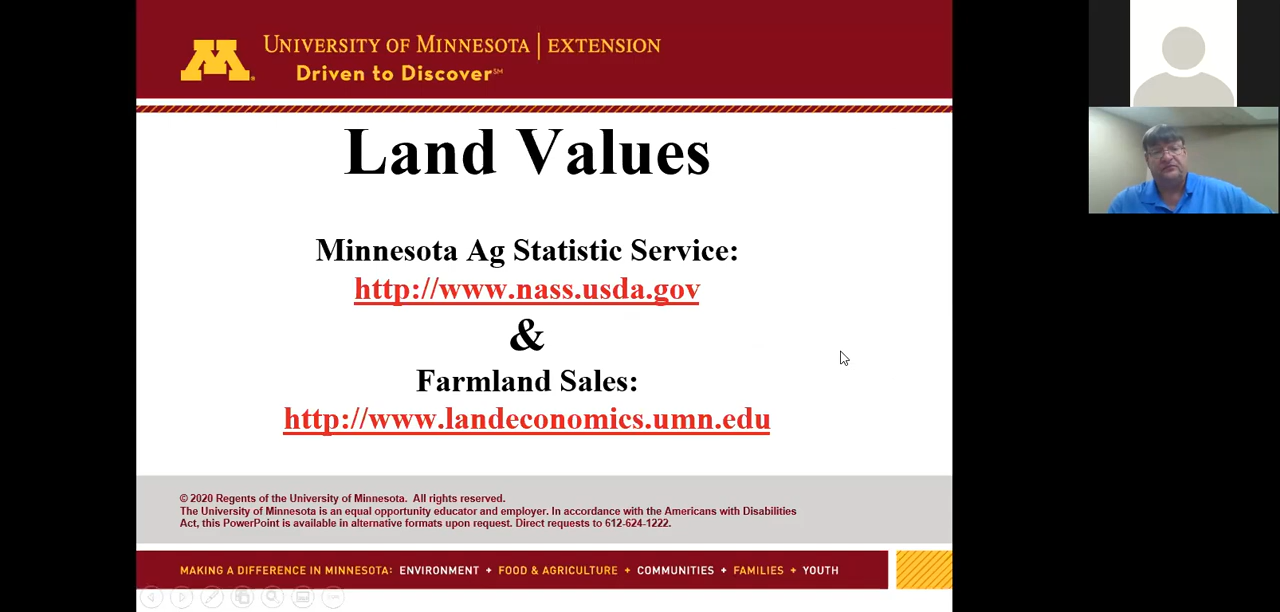 UNIVERSITY OF MINNESOTA | EXTENSION
Driven to Discover℠
Land Values
Minnesota Ag Statistic Service:
http://www.nass.usda.gov
&
Farmland Sales:
http://www.landeconomics.umn.edu
© 2020 Regents of the University of Minnesota. All rights reserved.
The University of Minnesota is an equal opportunity educator and employer. In accordance with the Americans with Disabilities
Act, this PowerPoint is available in alternative formats upon request. Direct requests to 612-624-1222.
MAKING A DIFFERENCE IN MINNESOTA: ENVIRONMENT + FOOD & AGRICULTURE + COMMUNITIES + FAMILIES + YOUTH